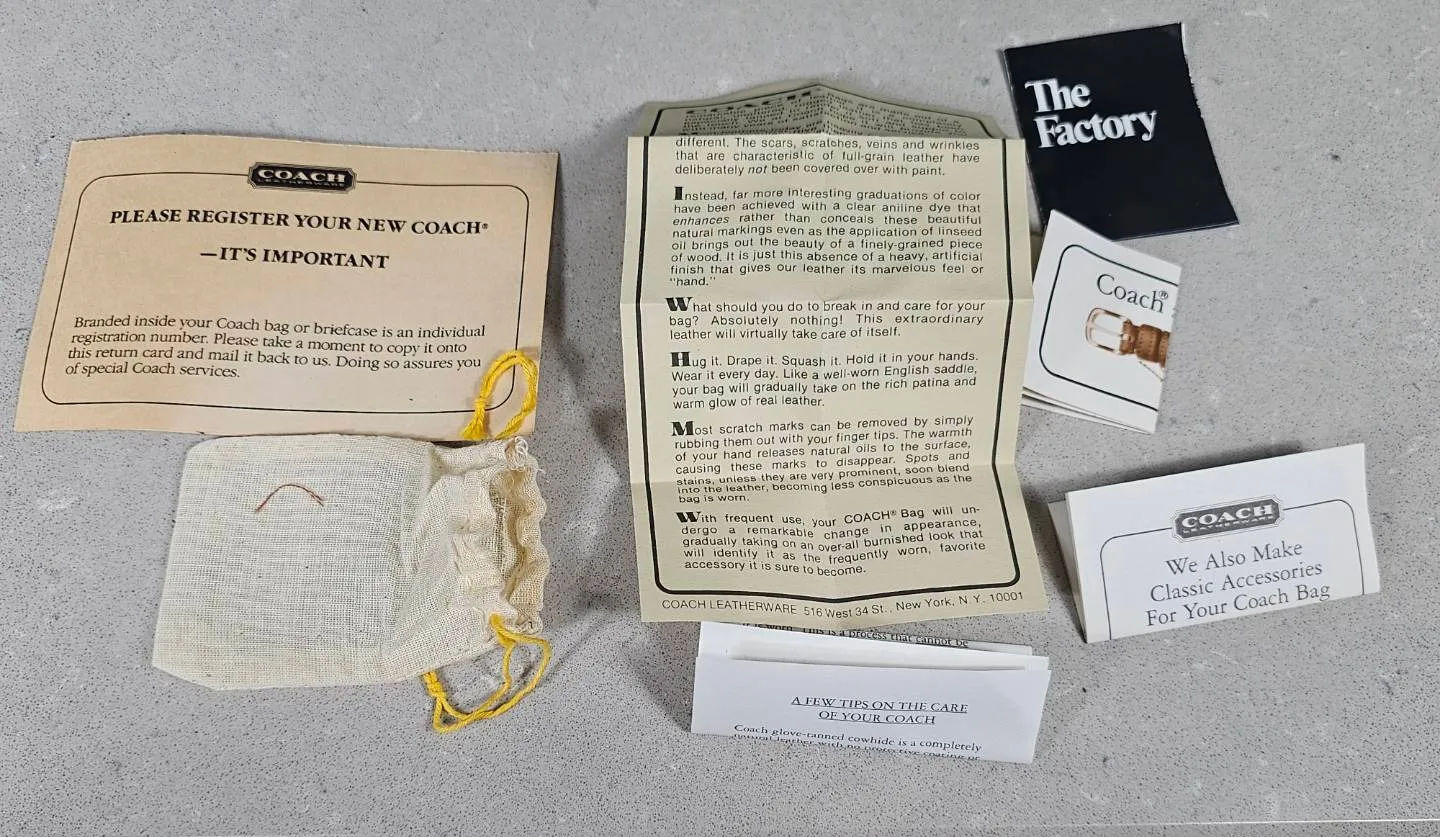 COACH
LEATHERWARE
PLEASE REGISTER YOUR NEW COACH®
—IT'S IMPORTANT
Branded inside your Coach bag or briefcase is an individual
registration number. Please take a moment to copy it onto
this return card and mail it back to us. Doing so assures you
of special Coach services.
COACH
different. The scars, scratches, veins and wrinkles
that are characteristic of full-grain leather have
deliberately not been covered over with paint.
Instead, far more interesting graduations of color
have been achieved with a clear aniline dye that
enhances rather than conceals these beautiful
natural markings even as the application of linseed
oil brings out the beauty of a finely-grained piece
of wood. It is just this absence of a heavy, artificial
finish that gives our leather its marvelous feel or
"hand."
What should you do to break in and care for your
bag? Absolutely nothing! This extraordinary
leather will virtually take care of itself.
Hug it. Drape it. Squash it. Hold it in your hands.
Wear it every day. Like a well-worn English saddle,
your bag will gradually take on the rich patina and
warm glow of real leather.
Most scratch marks can be removed by simply
rubbing them out with your finger tips. The warmth
of your hand releases natural oils to the surface,
causing these marks to disappear. Spots and
stains, unless they are very prominent, soon blend
into the leather, becoming less conspicuous as the
bag is worn.
With frequent use, your COACH® Bag will un-
dergo a remarkable change in appearance,
gradually taking on an over-all burnished look that
will identify it as the frequently worn, favorite
accessory it is sure to become.
COACH LEATHERWARE 516 West 34 St., New York, N.Y. 10001
The
Factory
Coach®
COACH
LEATHERWARE
We Also Make
Classic Accessories
For Your Coach Bag
is worn. This is a process that cannot be
A FEW TIPS ON THE CARE
OF YOUR COACH
Coach glove-tanned cowhide is a completely
natural leather with no protective coating or